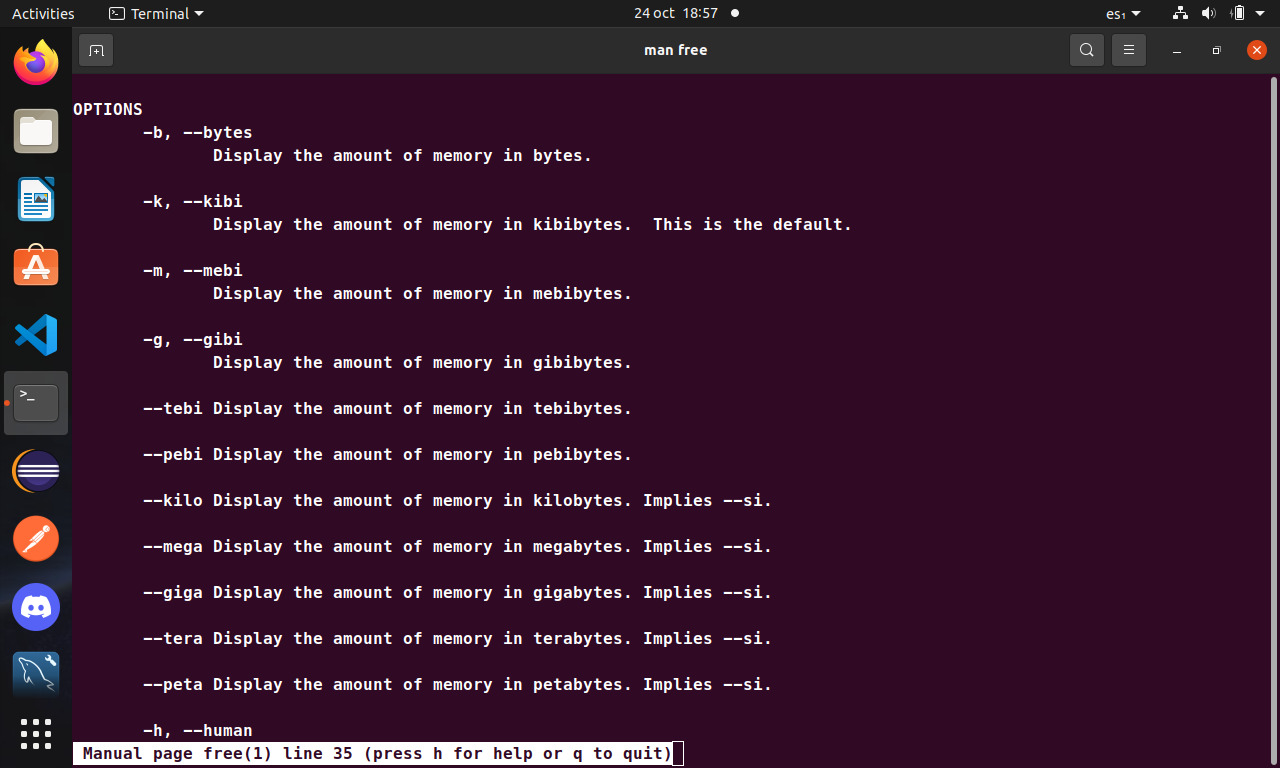 Activities
Terminal
24 oct 18:57
es₁
man free
OPTIONS
-b, --bytes
Display the amount of memory in bytes.
-k, --kibi
Display the amount of memory in kibibytes.  This is the default.
-m, --mebi
Display the amount of memory in mebibytes.
-g, --gibi
Display the amount of memory in gibibytes.
--tebi Display the amount of memory in tebibytes.
--pebi Display the amount of memory in pebibytes.
--kilo Display the amount of memory in kilobytes. Implies --si.
--mega Display the amount of memory in megabytes. Implies --si.
--giga Display the amount of memory in gigabytes. Implies --si.
--tera Display the amount of memory in terabytes. Implies --si.
--peta Display the amount of memory in petabytes. Implies --si.
-h, --human
Manual page free(1) line 35 (press h for help or q to quit)